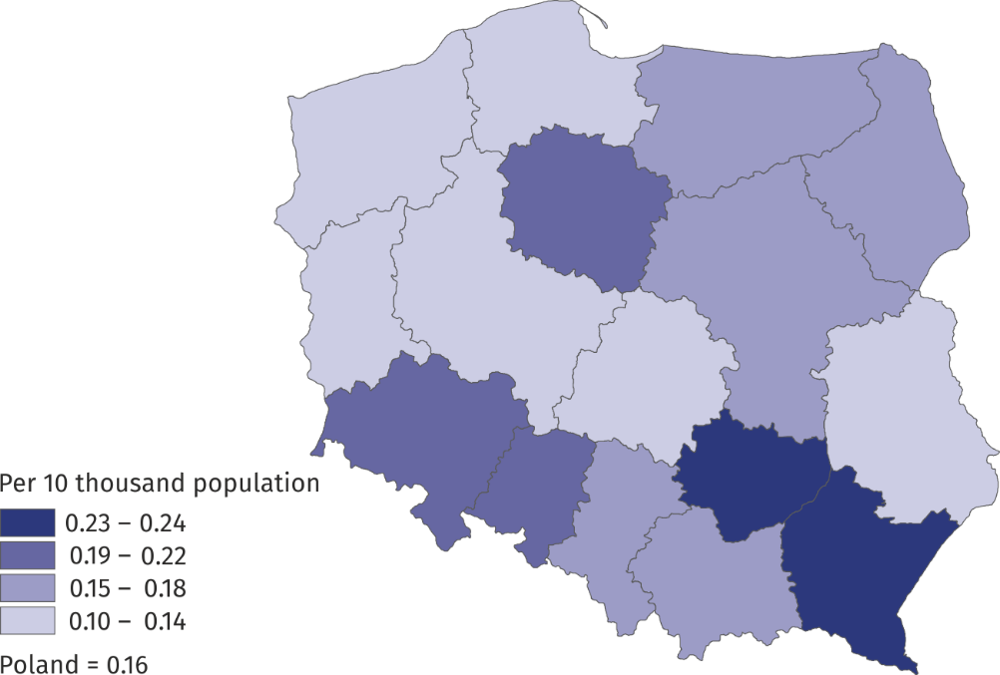 Per 10 thousand population
0.23 – 0.24
0.19 – 0.22
0.15 – 0.18
0.10 – 0.14
Poland = 0.16